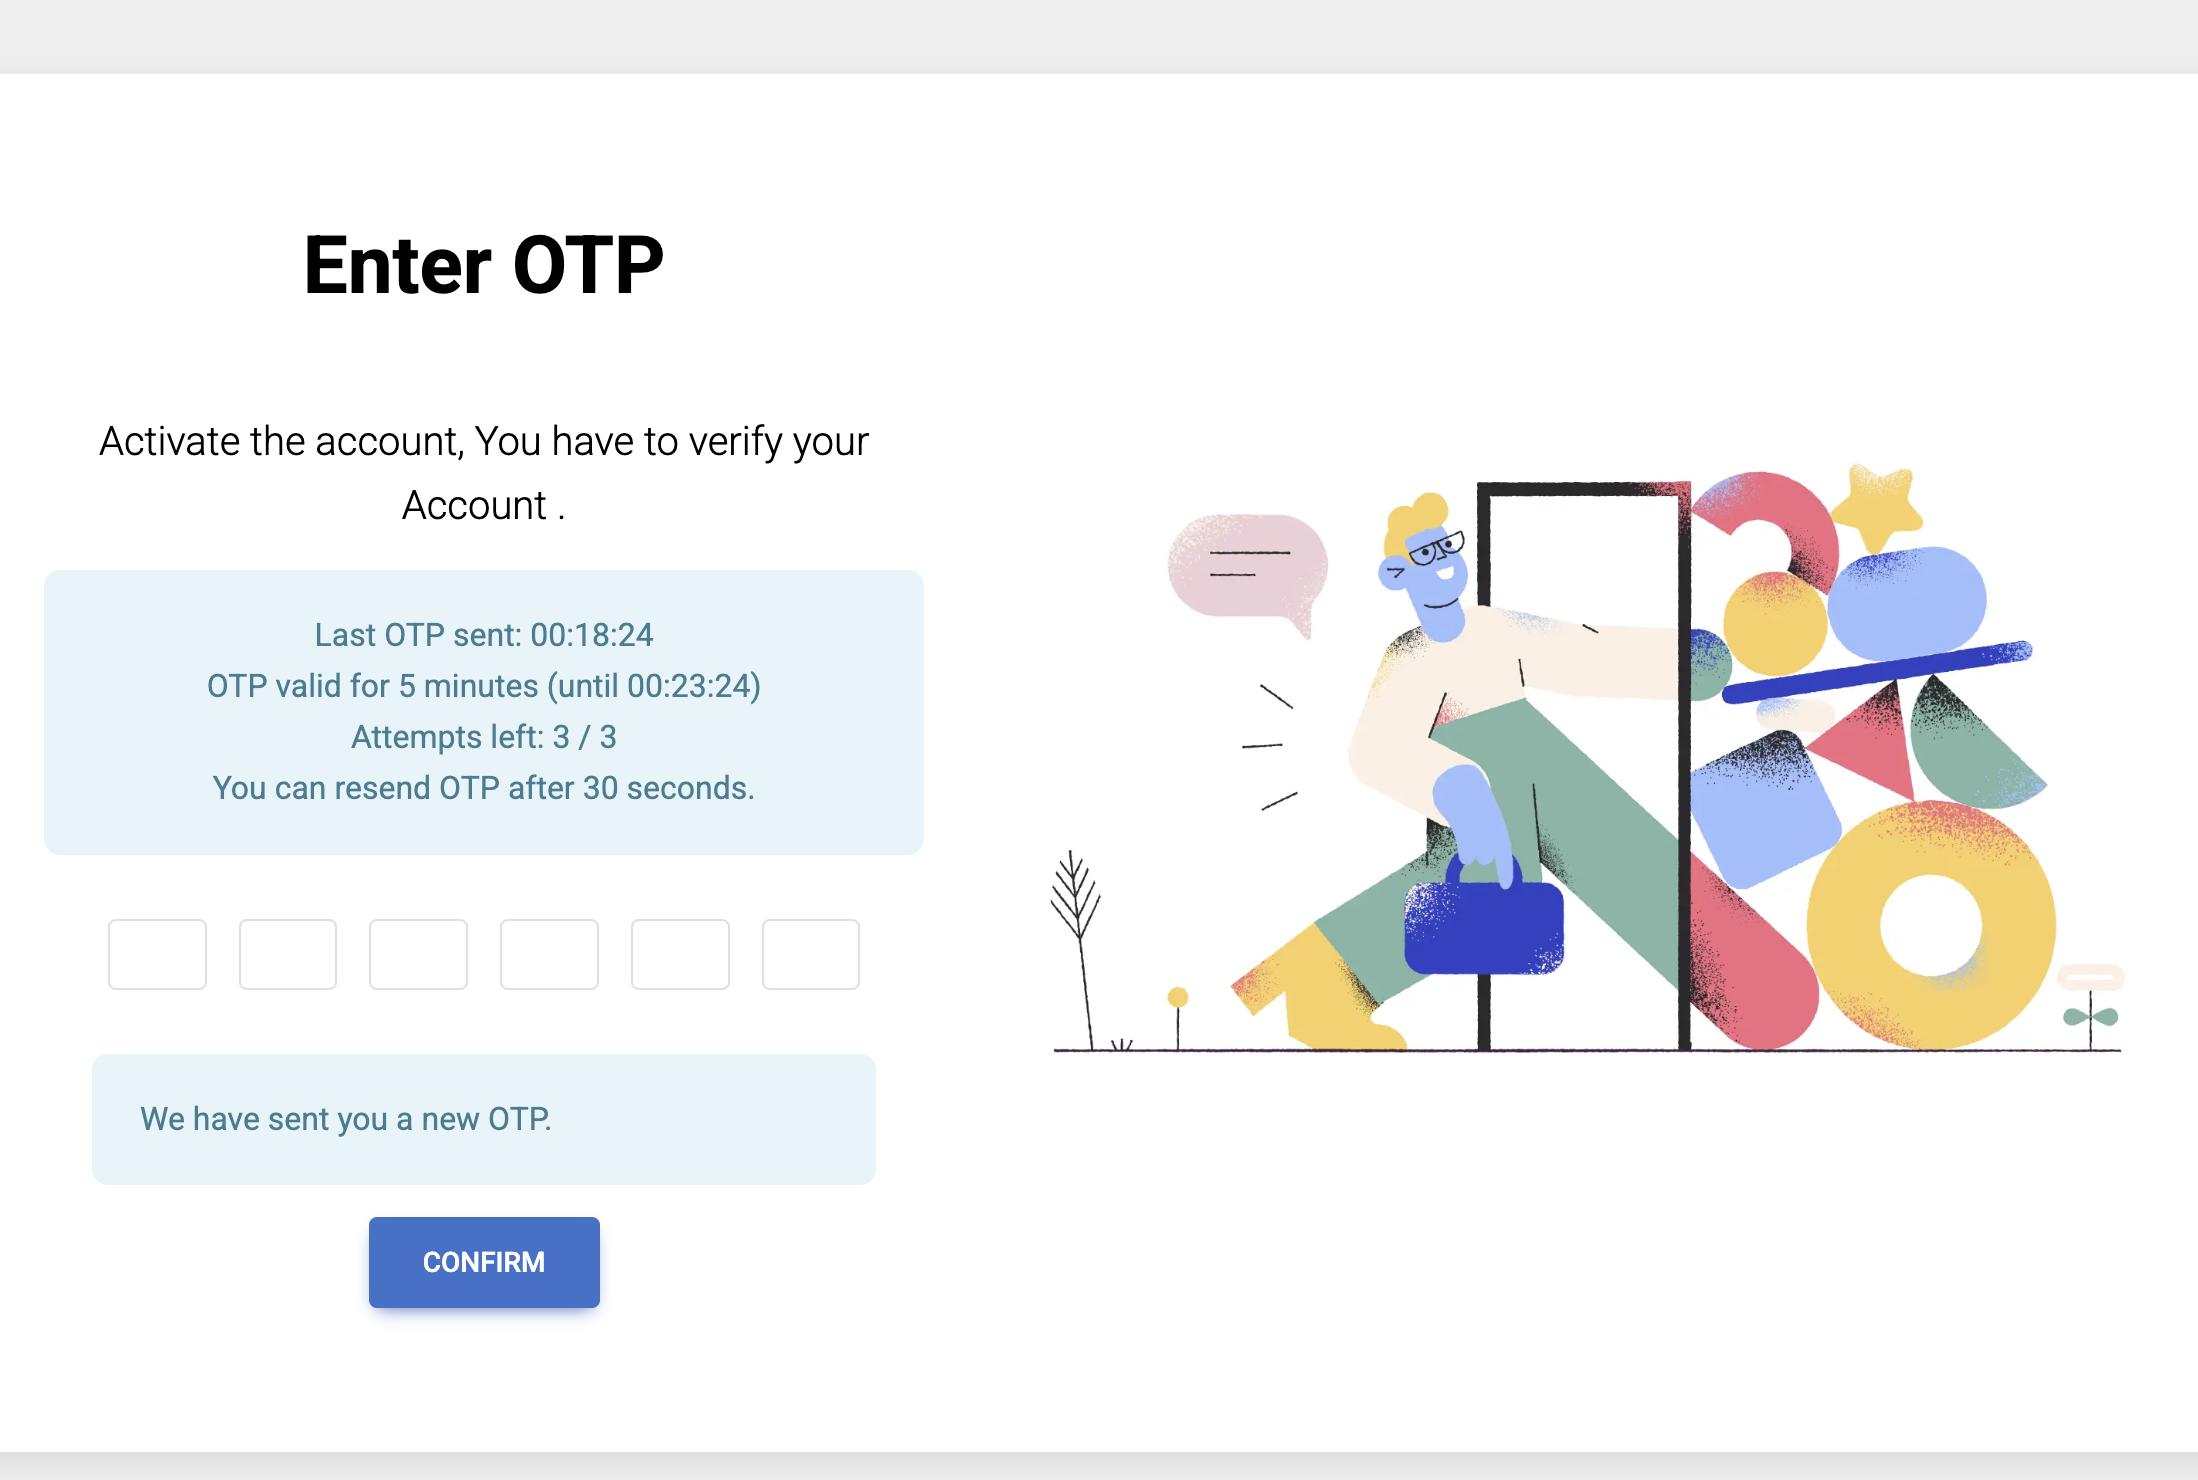 Enter OTP
Activate the account, You have to verify your
Account .
Last OTP sent: 00:18:24
OTP valid for 5 minutes (until 00:23:24)
Attempts left: 3 / 3
You can resend OTP after 30 seconds.
We have sent you a new OTP.
CONFIRM